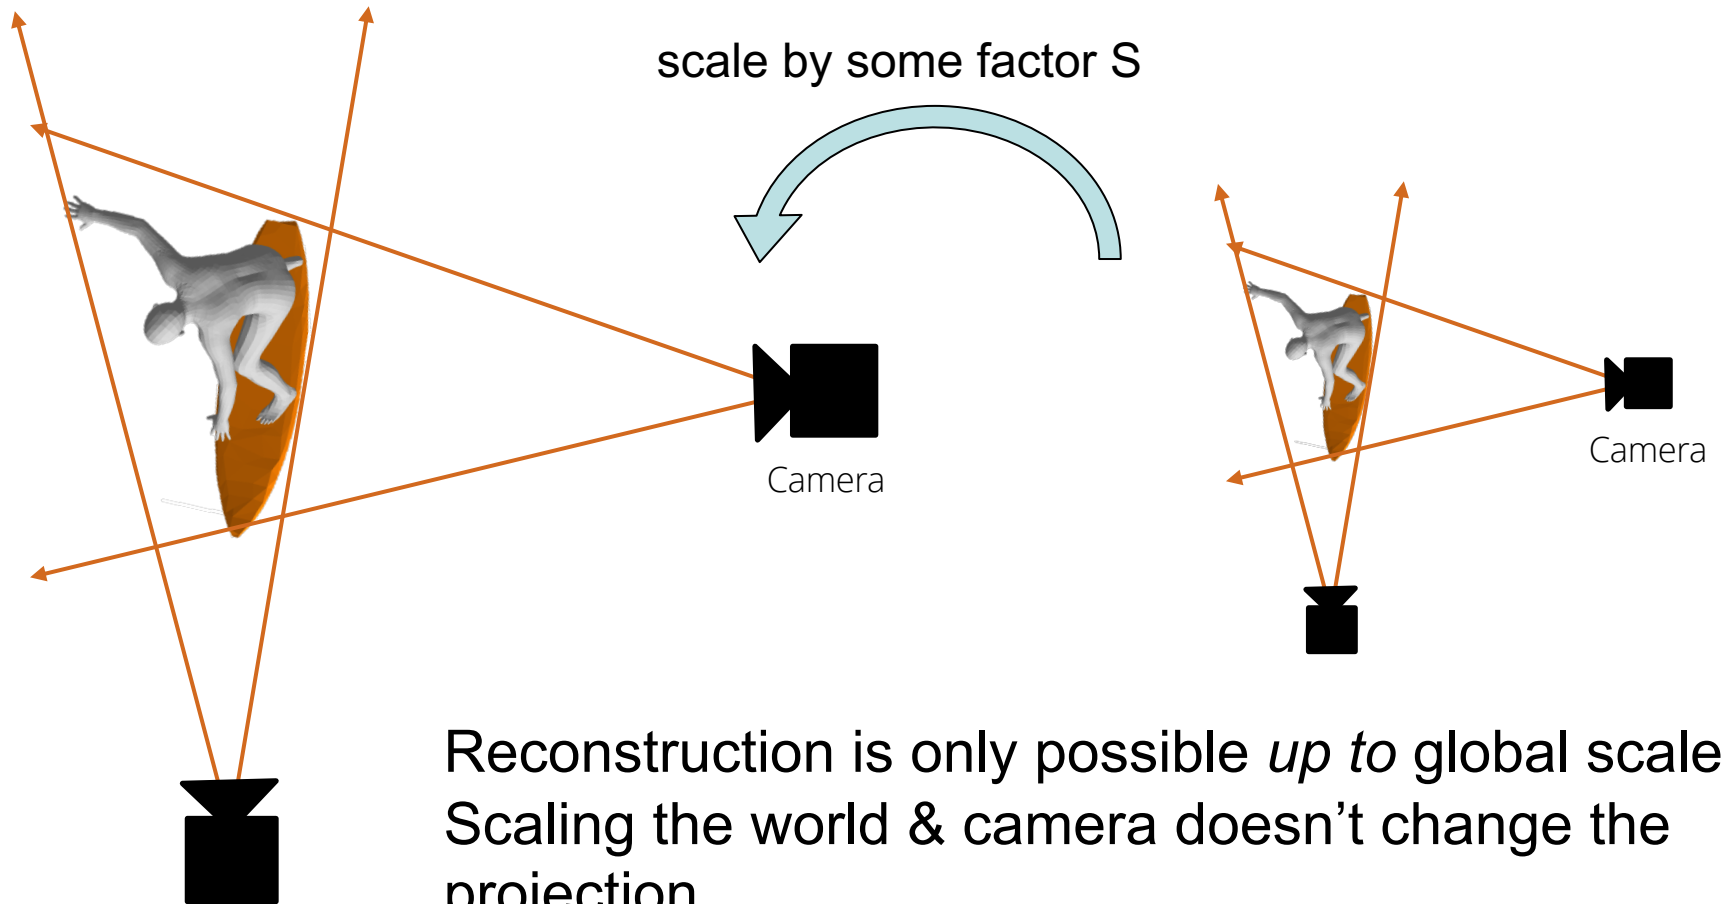 scale by some factor S
Camera
Camera
Reconstruction is only possible up to global scale
Scaling the world & camera doesn’t change the
projection